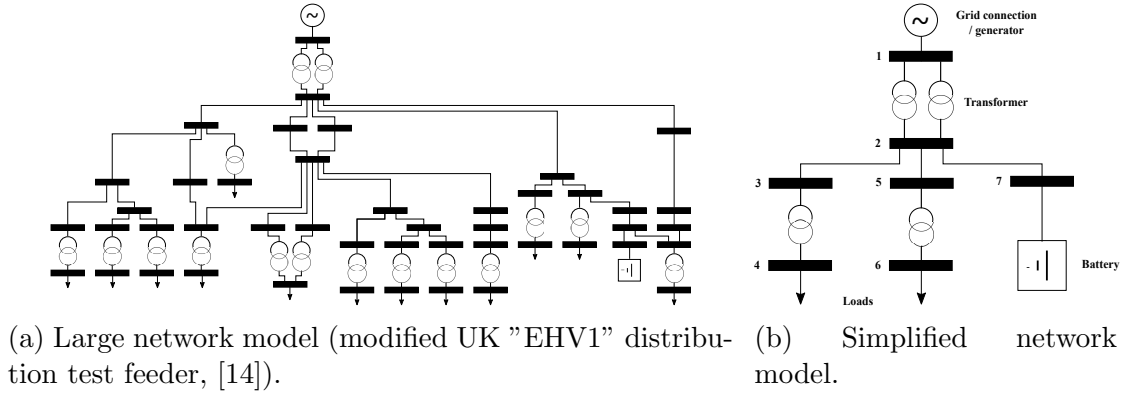 Grid connection
/ generator
1
Transformer
2
3
5
7
4
6
Battery
Loads
(a) Large network model (modified UK ”EHV1” distribu-
tion test feeder, [14]).
(b) Simplified network
model.